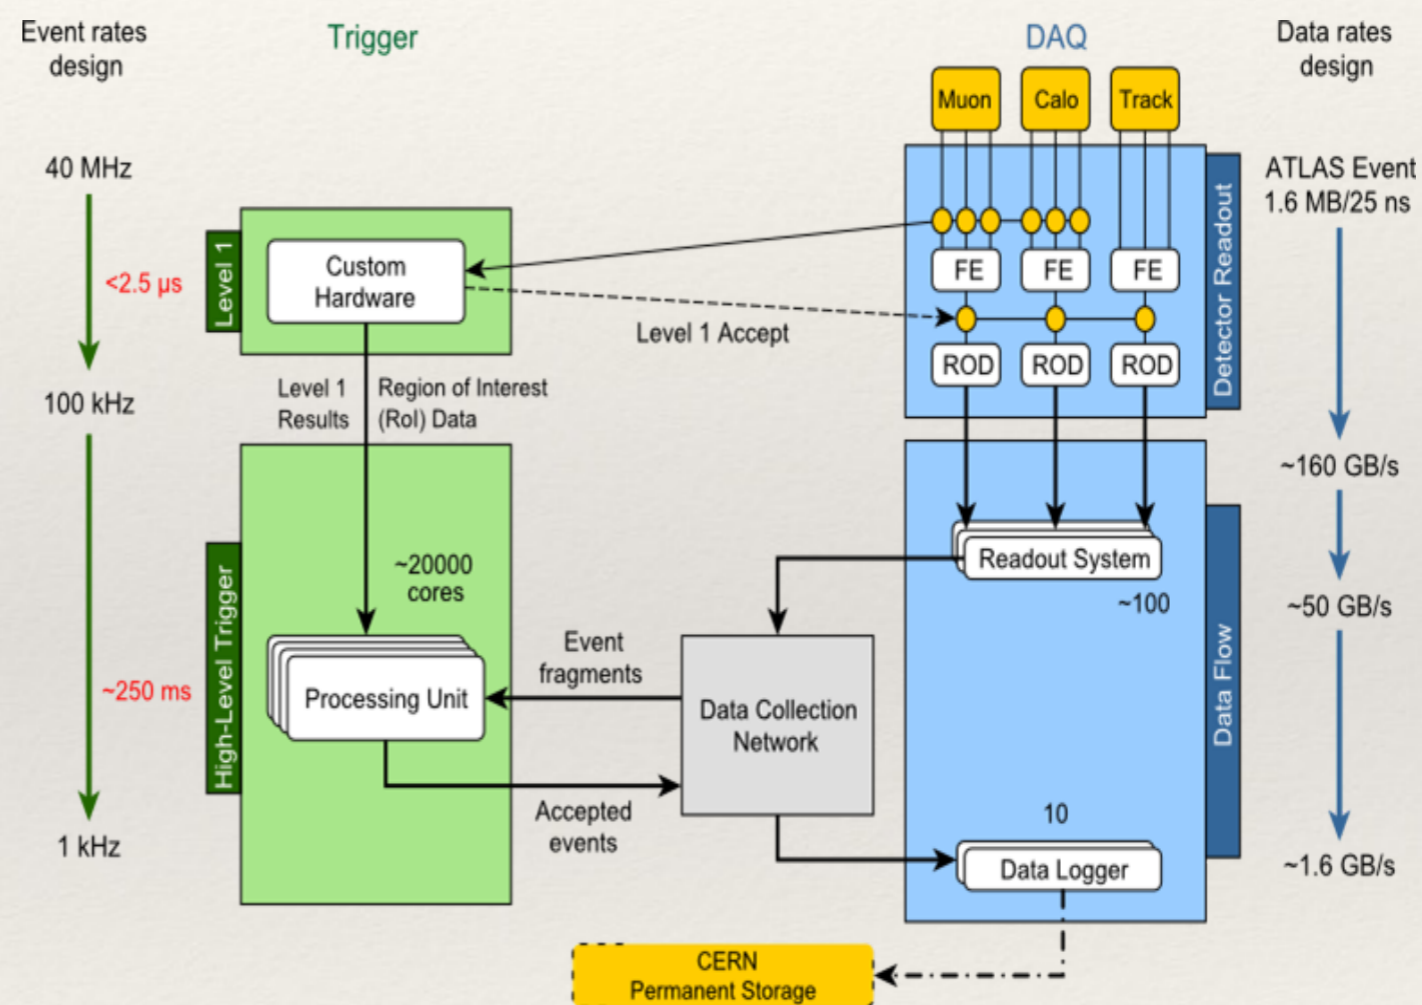 Event rates
design
Trigger
DAQ
Data rates
design
Muon
Calo
Track
40 MHz
ATLAS Event
1.6 MB/25 ns
Level 1
Custom
Hardware
<2.5 µs
FE
FE
FE
Detector Readout
Level 1 Accept
ROD
ROD
ROD
100 kHz
Level 1
Results
Region of Interest
(RoI) Data
~160 GB/s
~20000
cores
Readout System
~100
~50 GB/s
High-Level Trigger
~250 ms
Processing Unit
Event
fragments
Data Collection
Network
Data Flow
Accepted
events
10
1 kHz
Data Logger
~1.6 GB/s
CERN
Permanent Storage